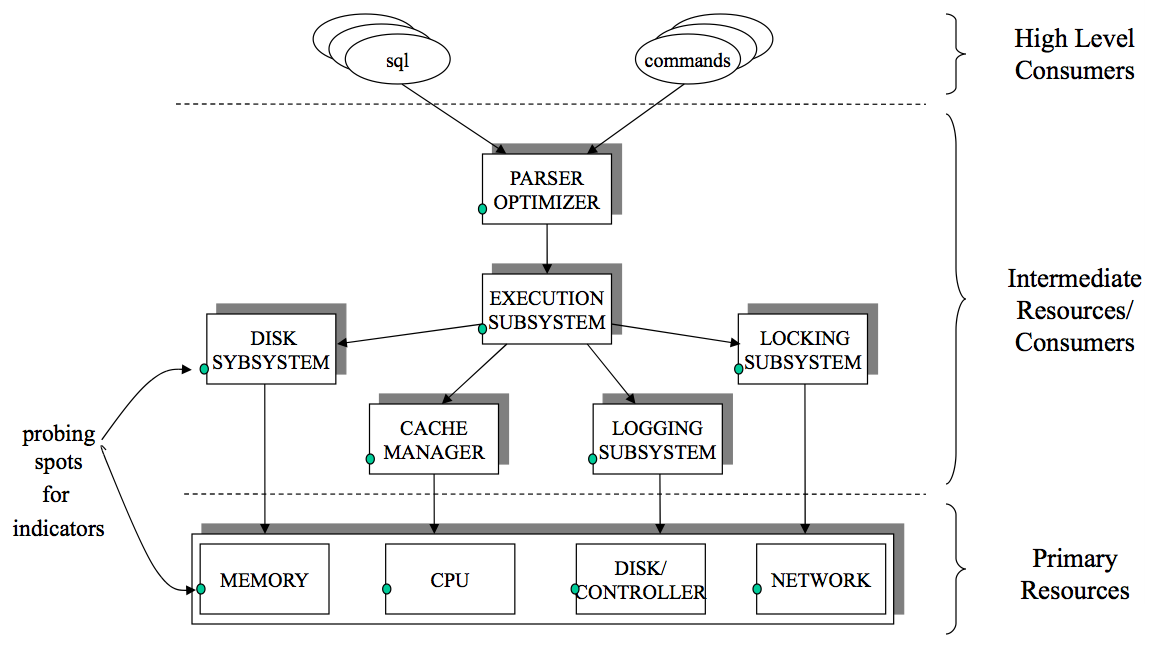 sql
commands
High Level
Consumers
PARSER
OPTIMIZER
EXECUTION
SUBSYSTEM
DISK
SYBSYSTEM
LOCKING
SUBSYSTEM
Intermediate
Resources/
Consumers
CACHE
MANAGER
LOGGING
SUBSYSTEM
probing
spots
for
indicators
MEMORY
CPU
DISK/
CONTROLLER
NETWORK
Primary
Resources